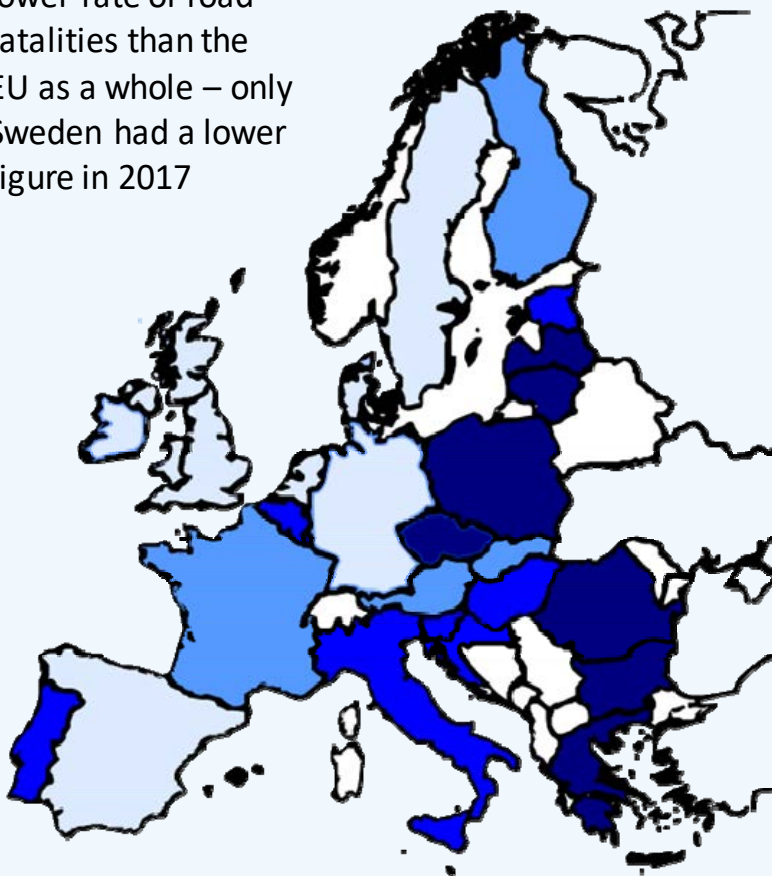 ower rate of road
atalities than the
EU as a whole – only
Sweden had a lower
igure in 2017